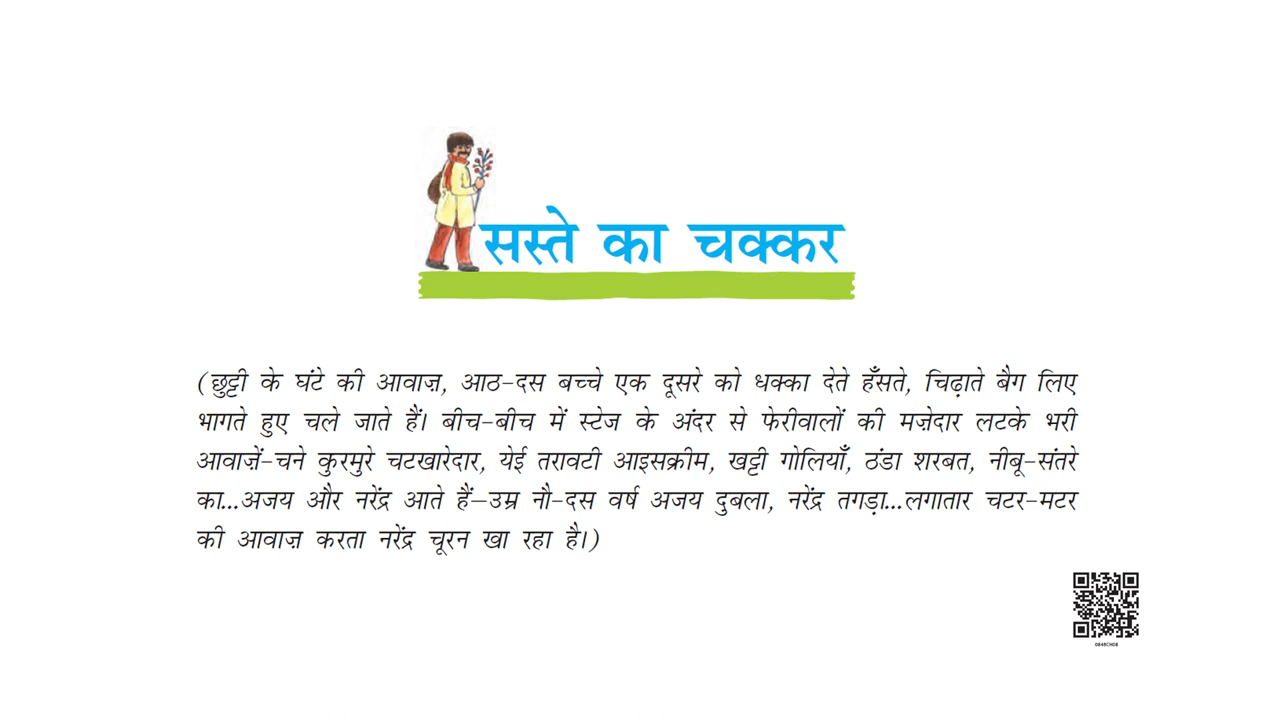 सस्ते का चक्कर
(छुट्टी के घंटे की आवाज़, आठ-दस बच्चे एक दूसरे को धक्का देते हँसते, चिढ़ाते बैग लिए
भागते हुए चले जाते हैं। बीच-बीच में स्टेज के अंदर से फेरीवालों की मज़ेदार लटके भरी
आवाज़ें-चने कुरमुरे चटखारेदार, येई तरावटी आइसक्रीम, खट्टी गोलियाँ, ठंडा शरबत, नीबू-संतरे
का...अजय और नरेंद्र आते हैं—उम्र नौ-दस वर्ष अजय दुबला, नरेंद्र तगड़ा...लगातार चटर-मटर
की आवाज़ करता नरेंद्र चूरन खा रहा है।)
0848CH08